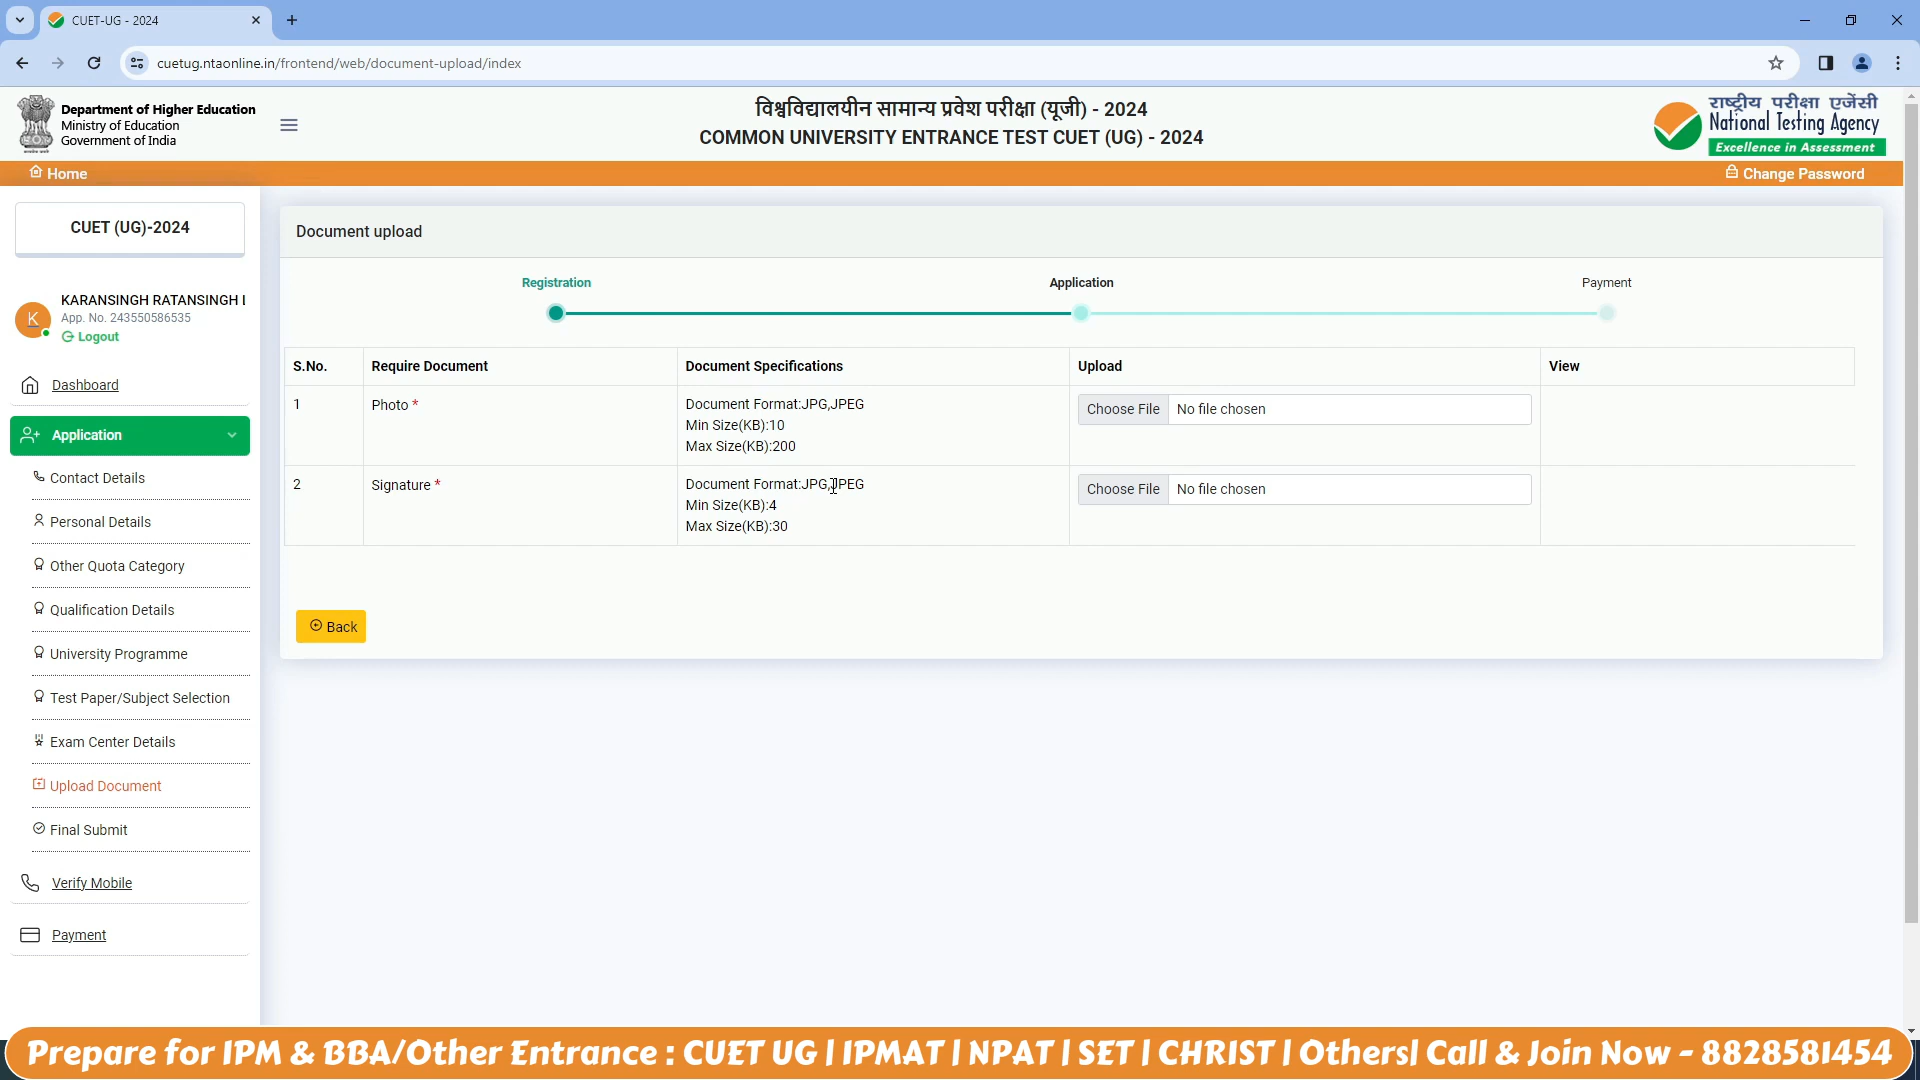 CUET-UG - 2024
cuetug.ntaonline.in/frontend/web/document-upload/index
Department of Higher Education
Ministry of Education
Government of India
विश्वविद्यालयीन सामान्य प्रवेश परीक्षा (यूजी) - 2024
COMMON UNIVERSITY ENTRANCE TEST CUET (UG) - 2024
राष्ट्रीय परीक्षा एजेंसी
National Testing Agency
Excellence in Assessment
Home
Change Password
CUET (UG)-2024
KARANSINGH RATANSINGH
K
App. No. 243550586535
Logout
Dashboard
Application
Contact Details
Personal Details
Other Quota Category
Qualification Details
University Programme
Test Paper/Subject Selection
Exam Center Details
Upload Document
Final Submit
Verify Mobile
Payment
Document upload
Registration
Application
Payment
S.No.
Require Document
Document Specifications
Upload
View
1
Photo *
Document Format:JPG,JPEG
Min Size(KB):10
Max Size(KB):200
Choose File
No file chosen
2
Signature *
Document Format:JPG,JPEG
Min Size(KB):4
Max Size(KB):30
Choose File
No file chosen
Back
Prepare for IPM & BBA/Other Entrance : CUET UG | IPMAT | NPAT | SET | CHRIST | Others| Call & Join Now - 8828581454